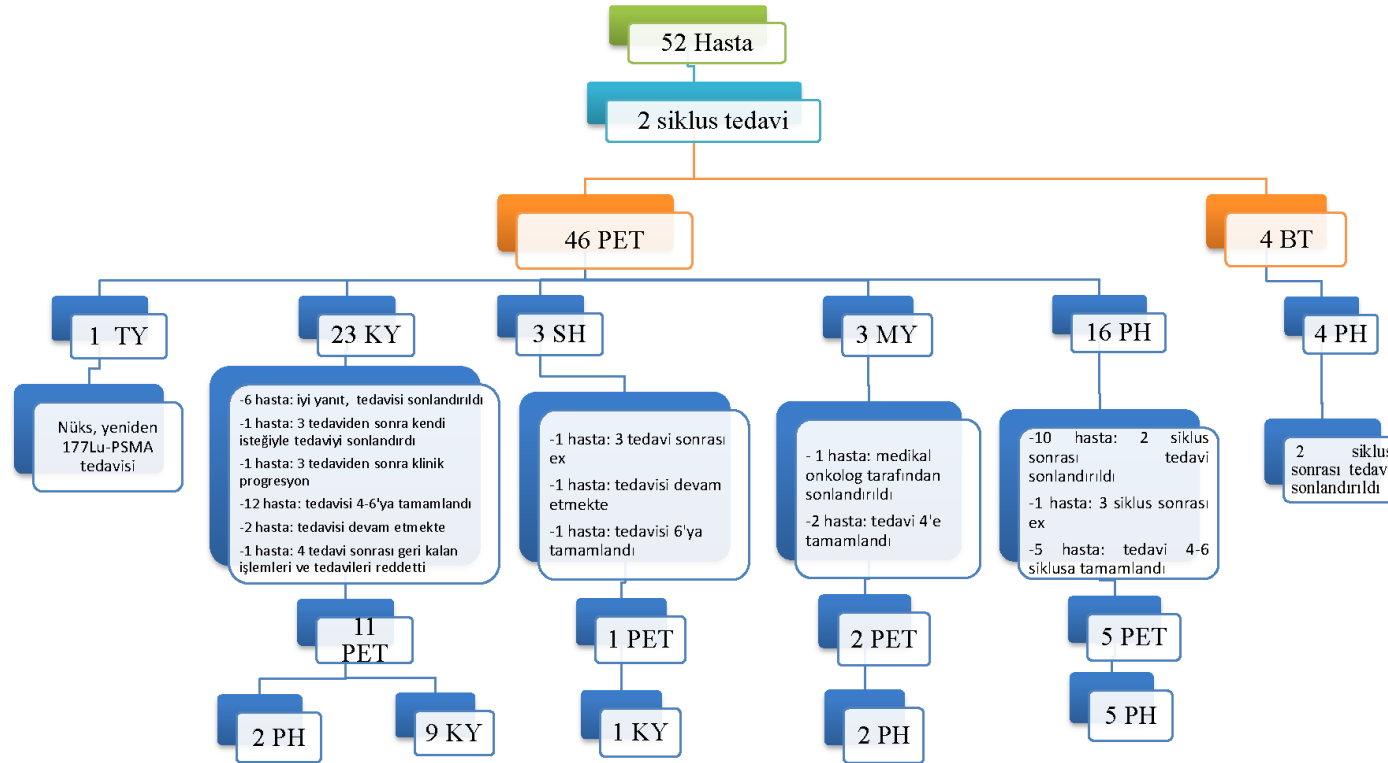 52 Hasta
2 siklus tedavi
46 PET
4 BT
1 TY
23 KY
3 SH
3 MY
16 PH
4 PH
Nüks, yeniden
177Lu-PSMA
tedavisi
-6 hasta: iyi yanıt, tedavisi sonlandırıldı
-1 hasta: 3 tedaviden sonra kendi
isteğiyle tedaviyi sonlandırdı
-1 hasta: 3 tedaviden sonra klinik
progresyon
-12 hasta: tedavisi 4-6'ya tamamlandı
-2 hasta: tedavisi devam etmekte
-1 hasta: 4 tedavi sonrası geri kalan
işlemleri ve tedavileri reddetti
-1 hasta: 3 tedavi sonrası
ex
-1 hasta: tedavisi devam
etmekte
-1 hasta: tedavisi 6'ya
tamamlandı
- 1 hasta: medikal
onkolog tarafından
sonlandırıldı
-2 hasta: tedavi 4'e
tamamlandı
-10 hasta: 2 siklus
sonrası tedavi
sonlandırıldı
-1 hasta: 3 siklus sonrası
ex
-5 hasta: tedavi 4-6
siklusa tamamlandı
2 siklus
sonrası tedavi
sonlandırıldı
11
PET
1 PET
2 PET
5 PET
2 PH
9 KY
1 KY
2 PH
5 PH